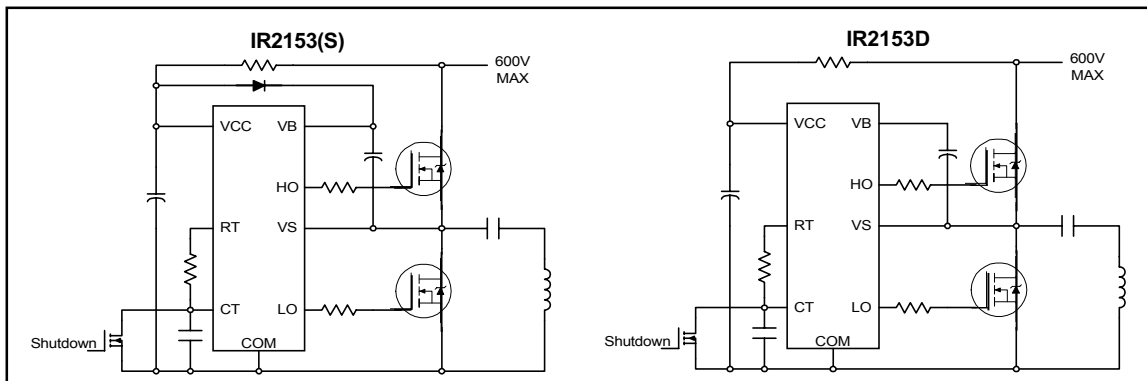 IR2153(S)
600V
MAX
VCC
VB
HO
RT
VS
CT
LO
COM
Shutdown
IR2153D
600V
MAX
VCC
VB
HO
RT
VS
CT
LO
COM
Shutdown